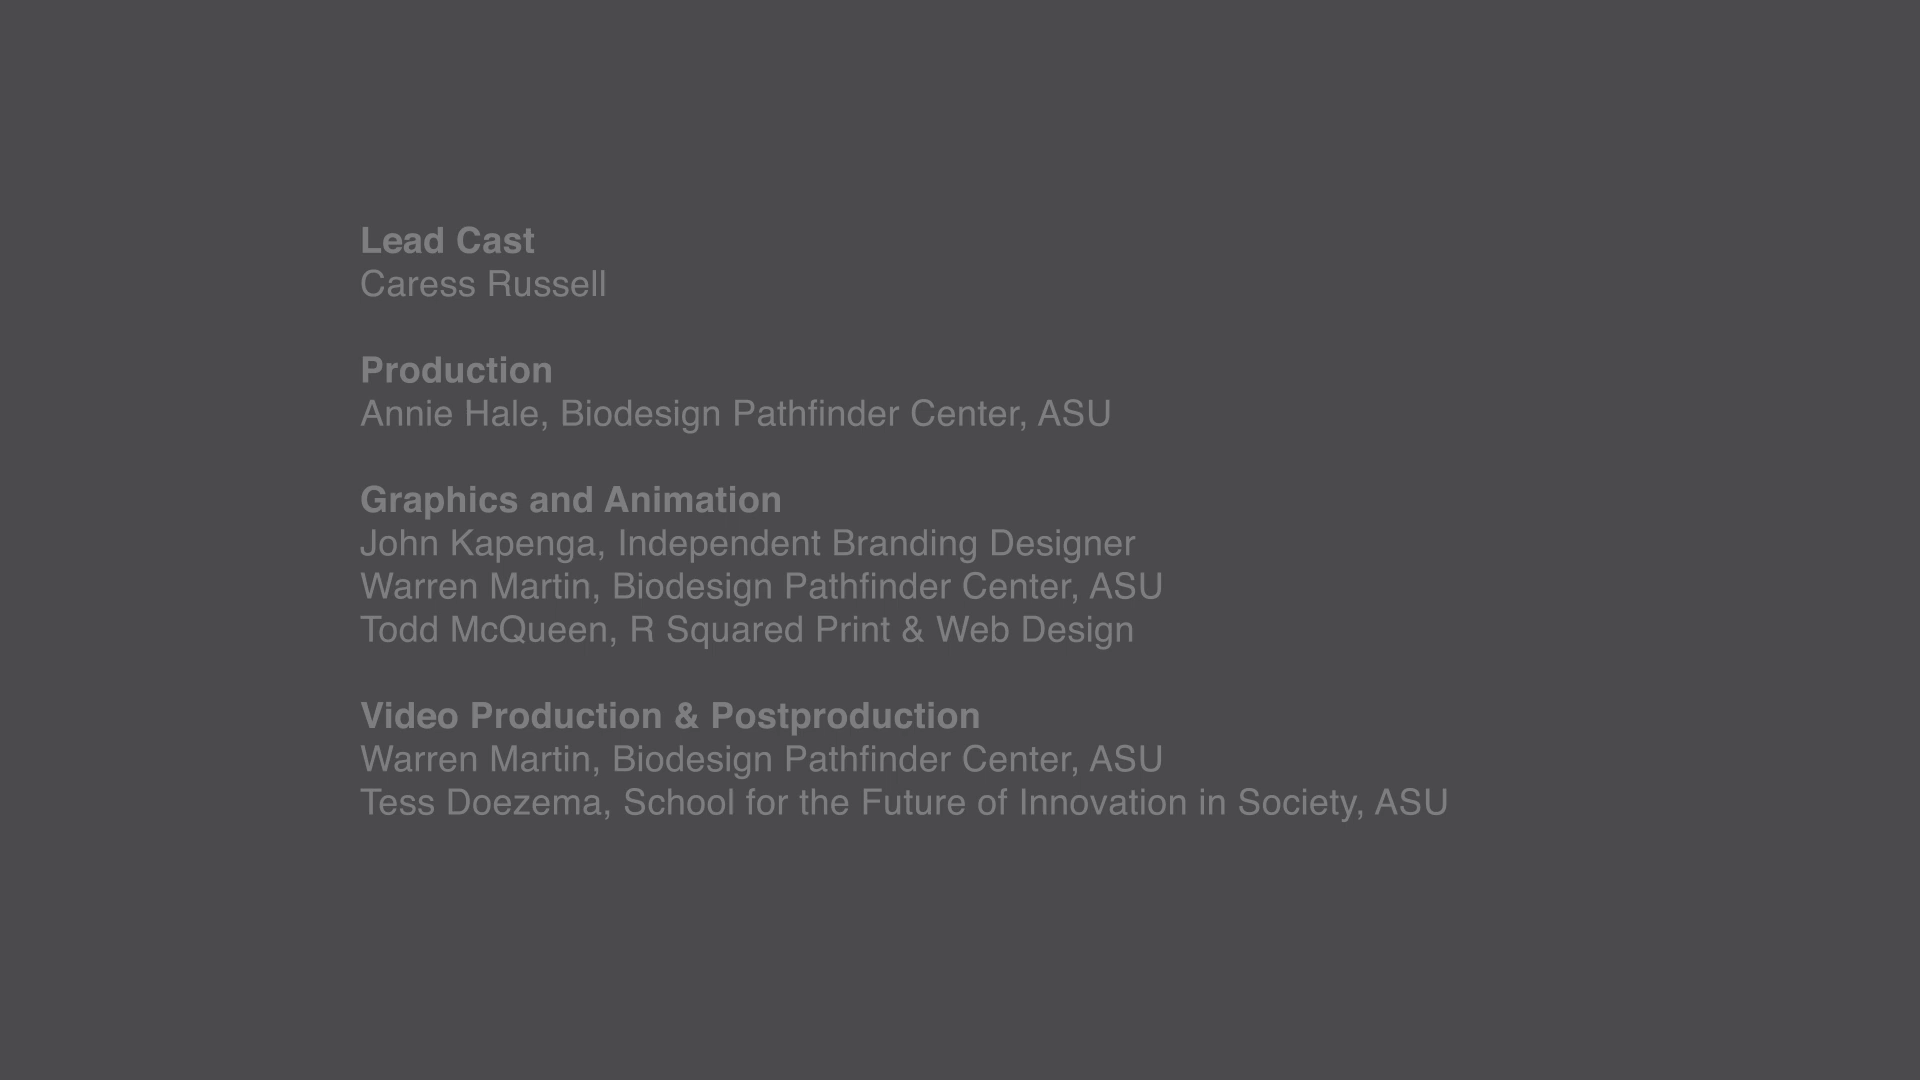 Lead Cast
Caress Russell
Production
Annie Hale, Biodesign Pathfinder Center, ASU
Graphics and Animation
John Kapenga, Independent Branding Designer
Warren Martin, Biodesign Pathfinder Center, ASU
Todd McQueen, R Squared Print & Web Design
Video Production & Postproduction
Warren Martin, Biodesign Pathfinder Center, ASU
Tess Doezema, School for the Future of Innovation in Society, ASU